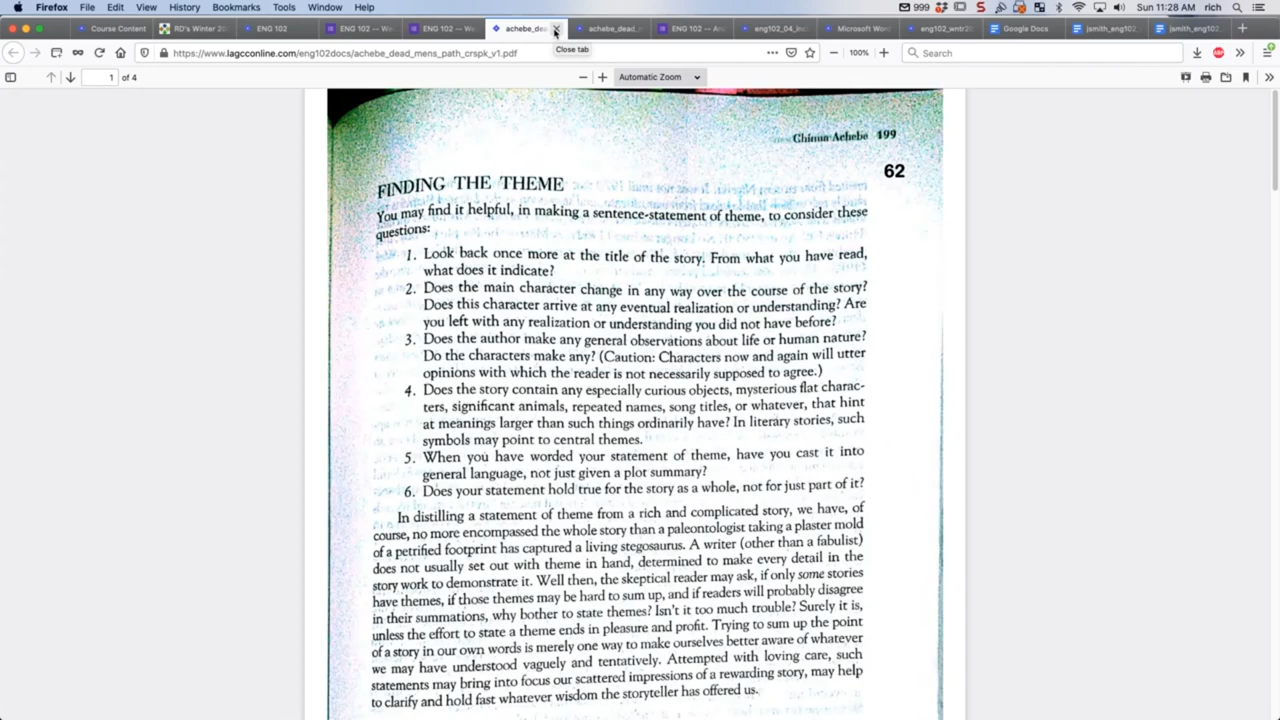 Firefox File Edit View History Bookmarks Tools Window Help 999 Sun 11:28 AM rich
Course Content RD's Winter 20 ENG 102 ENG 102 — We ENG 102 — We achebe_dea achebe_dead_ ENG 102 — An eng102_04_inc Microsoft Wor eng102_wntr20 Google Docs jsmith_eng102_ jsmith_eng102_
https://www.lagcconline.com/eng102docs/achebe_dead_mens_path_crspk_v1.pdf 100% Search
Close tab
1 of 4 Automatic Zoom
Chinua Achebe 199
62
FINDING THE THEME
You may find it helpful, in making a sentence-statement of theme, to consider these
questions:
1. Look back once more at the title of the story. From what you have read,
what does it indicate?
2. Does the main character change in any way over the course of the story?
Does this character arrive at any eventual realization or understanding? Are
you left with any realization or understanding you did not have before?
3. Does the author make any general observations about life or human nature?
Do the characters make any? (Caution: Characters now and again will utter
opinions with which the reader is not necessarily supposed to agree.)
4. Does the story contain any especially curious objects, mysterious flat charac-
ters, significant animals, repeated names, song titles, or whatever, that hint
at meanings larger than such things ordinarily have? In literary stories, such
symbols may point to central themes.
5. When you have worded your statement of theme, have you cast it into
general language, not just given a plot summary?
6. Does your statement hold true for the story as a whole, not for just part of it?
In distilling a statement of theme from a rich and complicated story, we have, of
course, no more encompassed the whole story than a paleontologist taking a plaster mold
of a petrified footprint has captured a living stegosaurus. A writer (other than a fabulist)
does not usually set out with theme in hand, determined to make every detail in the
story work to demonstrate it. Well then, the skeptical reader may ask, if only some stories
have themes, if those themes may be hard to sum up, and if readers will probably disagree
in their summations, why bother to state themes? Isn't it too much trouble? Surely it is,
unless the effort to state a theme ends in pleasure and profit. Trying to sum up the point
of a story in our own words is merely one way to make ourselves better aware of whatever
we may have understood vaguely and tentatively. Attempted with loving care, such
statements may bring into focus our scattered impressions of a rewarding story, may help
to clarify and hold fast whatever wisdom the storyteller has offered us.